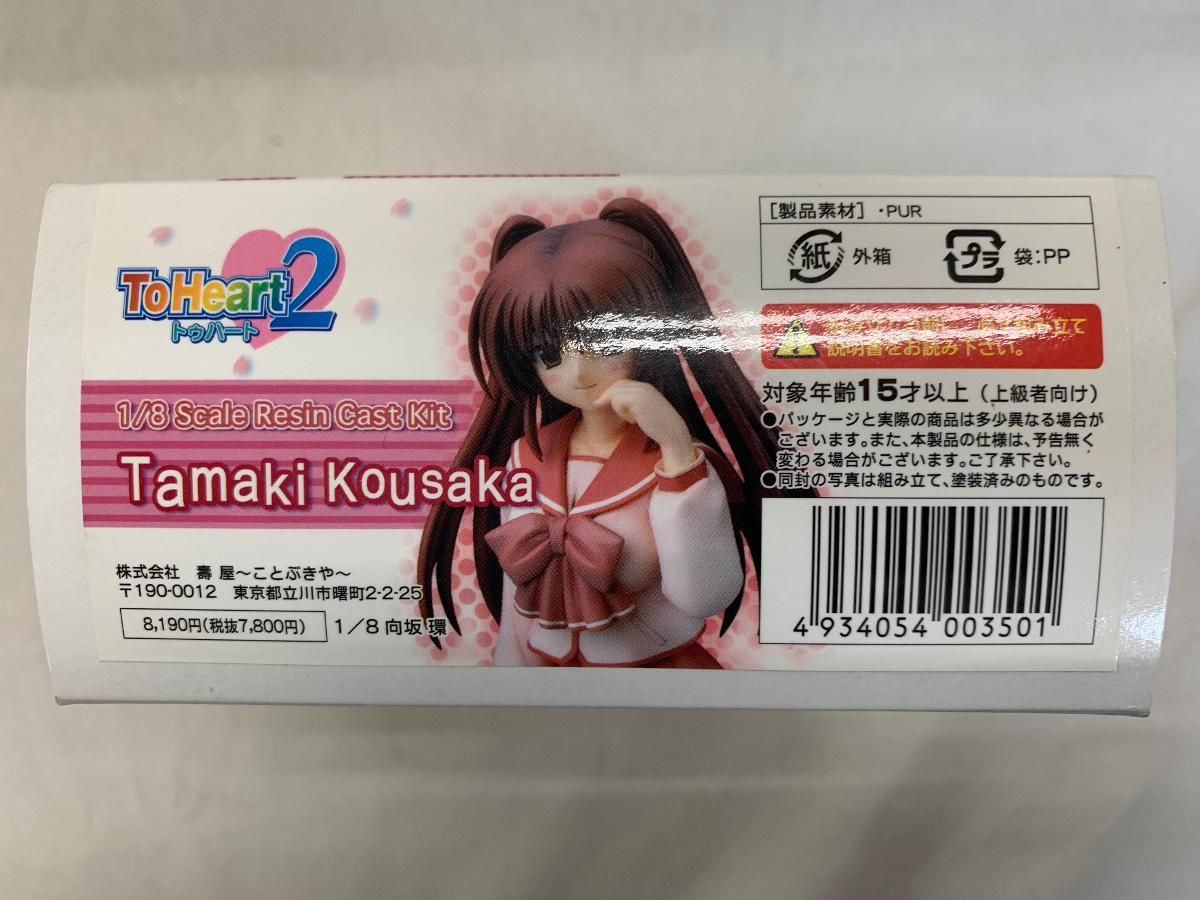 ToHeart2
トゥハート
1/8 Scale Resin Cast Kit
Tamaki Kousaka
株式会社 壽屋～ことぶきや～
〒190-0012 東京都立川市曙町2-2-25
8,190円(税抜7,800円) 1/8 向坂 環
[製品素材]・PUR
紙 外箱 プラ 袋:PP
立て
説明書をお読み下さい。
対象年齢15才以上(上級者向け)
●パッケージと実際の商品は多少異なる場合が
ございます。また、本製品の仕様は、予告無く
変わる場合がございます。ご了承下さい。
●同封の写真は組み立て、塗装済みのものです。
4 934054 003501